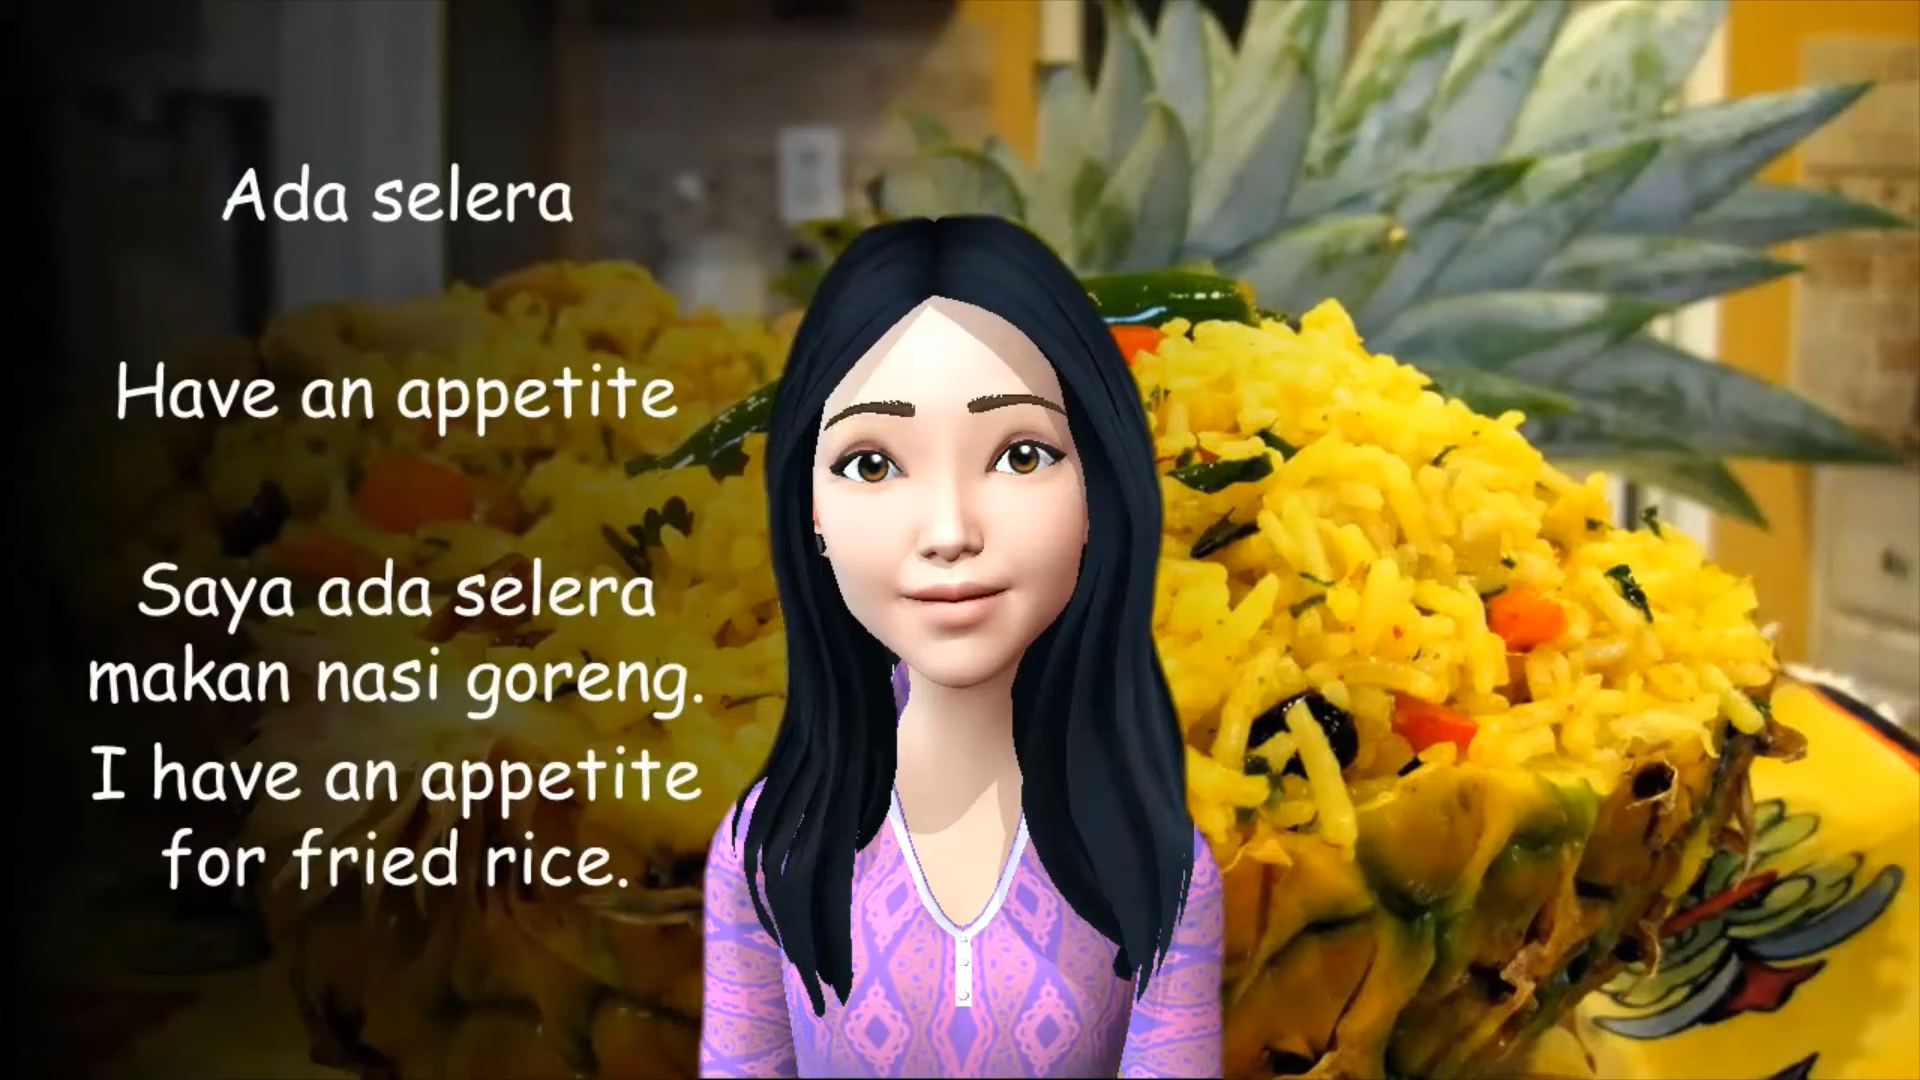 Ada selera
Have an appetite
Saya ada selera
makan nasi goreng.
I have an appetite
for fried rice.